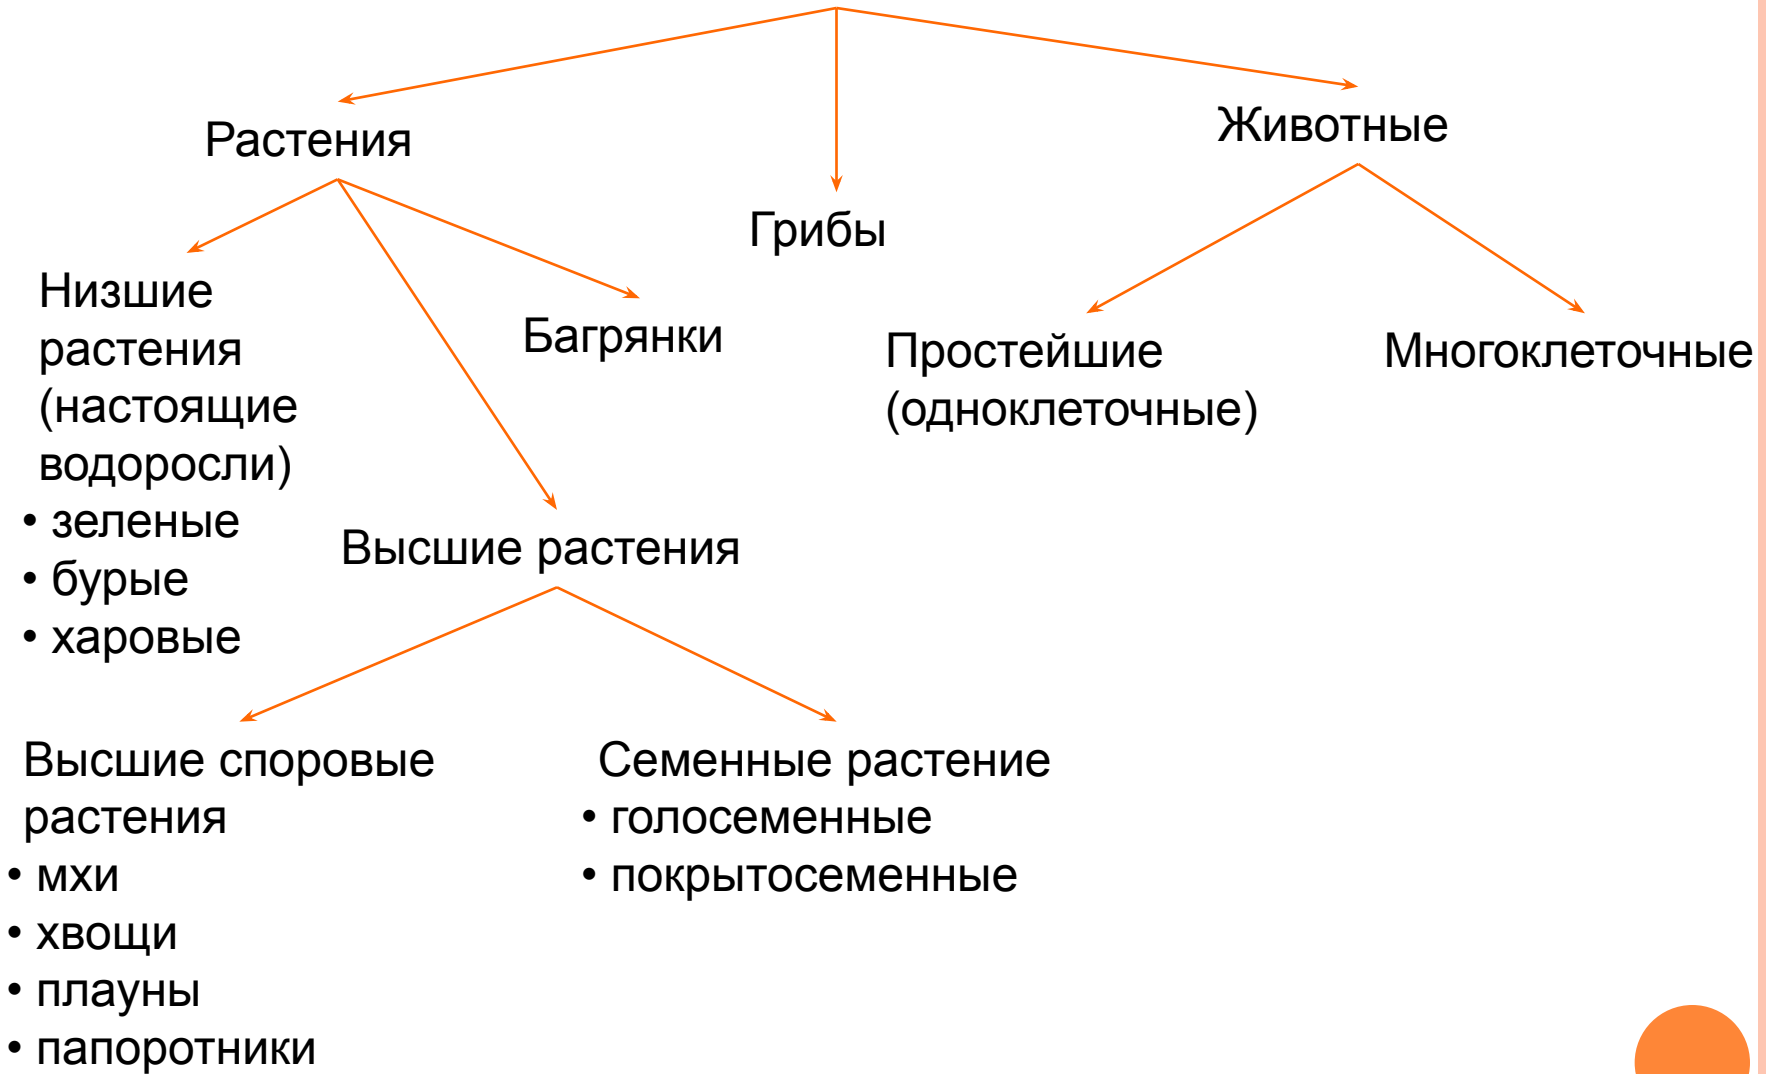 Растения
Грибы
Животные
Низшие
растения
(настоящие
водоросли)
• зеленые
• бурые
• харовые
Багрянки
Высшие растения
Простейшие
(одноклеточные)
Многоклеточные
Высшие споровые
растения
• мхи
• хвощи
• плауны
• папоротники
Семенные растение
• голосеменные
• покрытосеменные